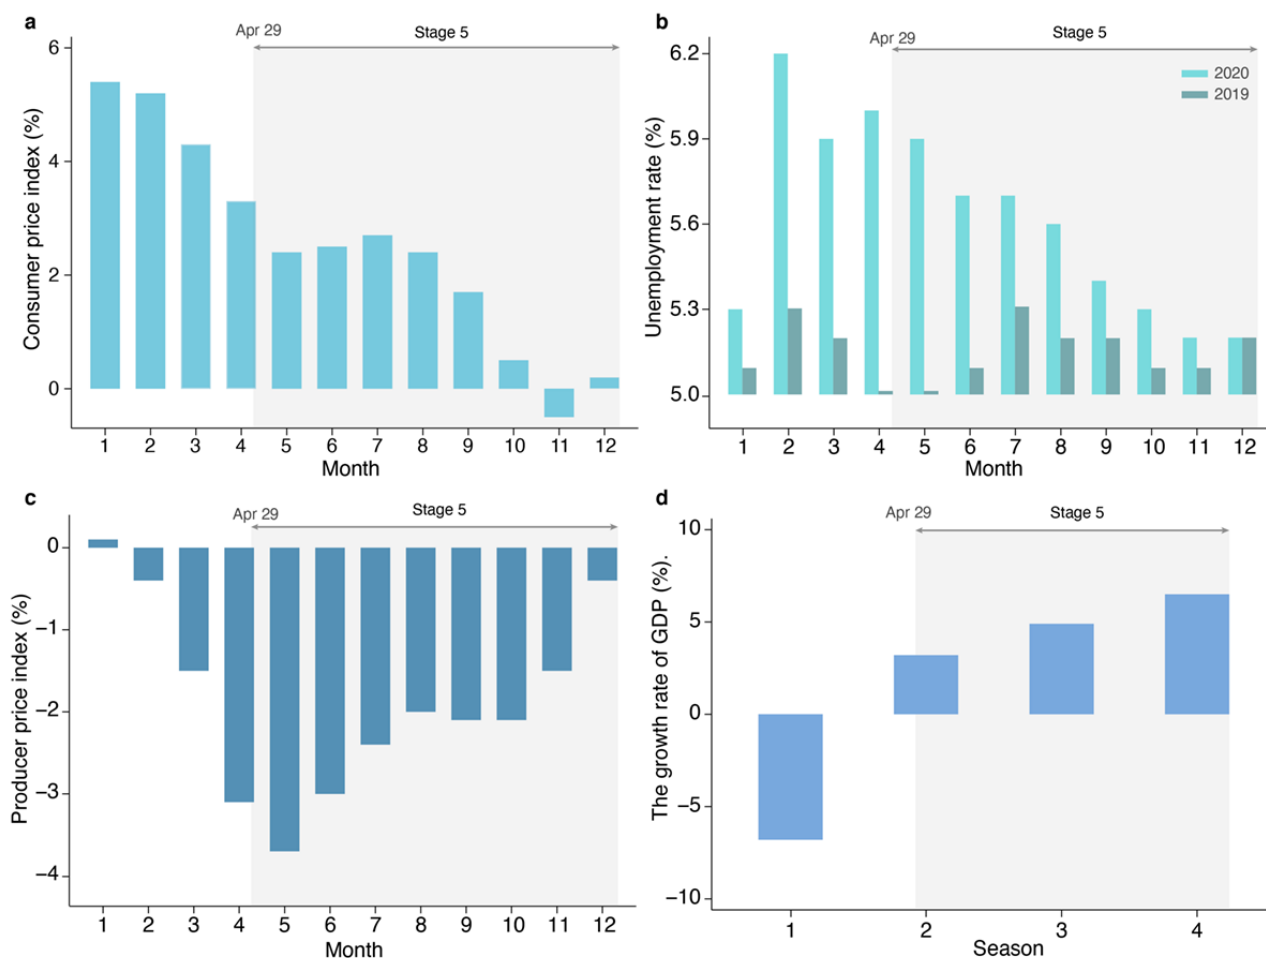 a
Apr 29
Stage 5
6
4
2
0
Consumer price index (%)
1 2 3 4 5 6 7 8 9 10 11 12
Month
b
Apr 29
Stage 5
2020
2019
6.2
5.9
5.6
5.3
5.0
Unemployment rate (%)
1 2 3 4 5 6 7 8 9 10 11 12
Month
c
Apr 29
Stage 5
0
−1
−2
−3
−4
Producer price index (%)
1 2 3 4 5 6 7 8 9 10 11 12
Month
d
Apr 29
Stage 5
10
5
0
−5
−10
The growth rate of GDP (%).
1 2 3 4
Season